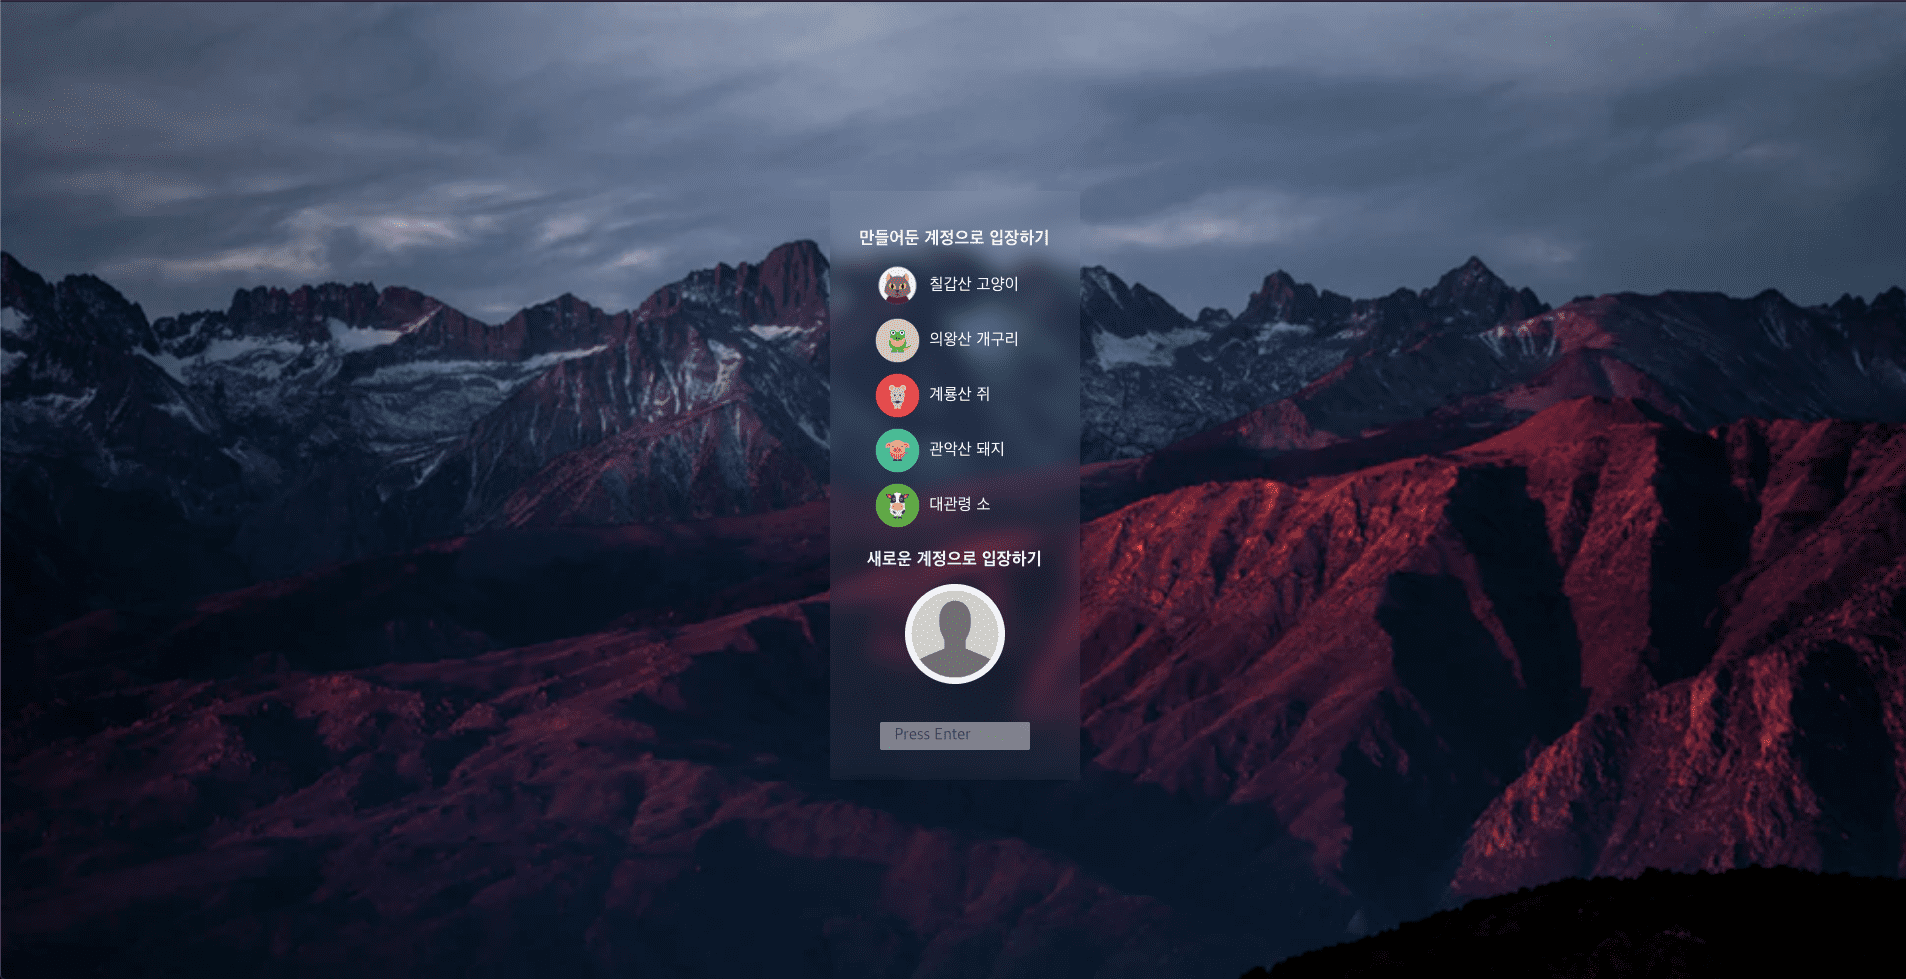 만들어둔 계정으로 입장하기
칠갑산 고양이
의왕산 개구리
계룡산 쥐
관악산 돼지
대관령 소
새로운 계정으로 입장하기
Press Enter